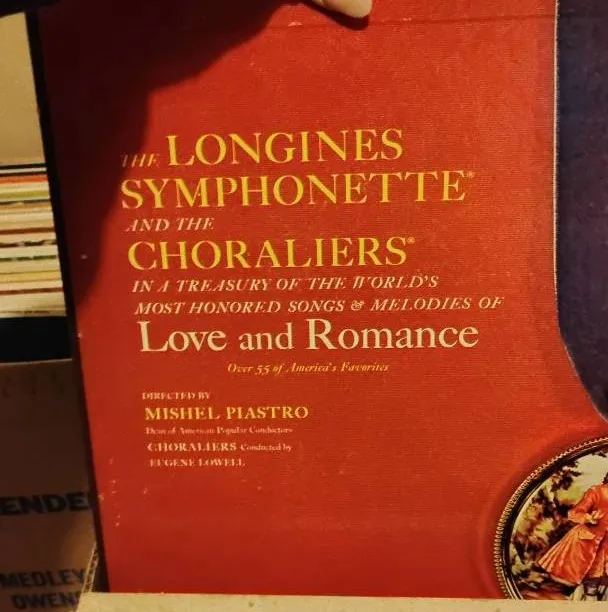 THE LONGINES
SYMPHONETTE®
AND THE
CHORALIERS®
IN A TREASURY OF THE WORLD'S
MOST HONORED SONGS & MELODIES OF
Love and Romance
Over 55 of America's Favorites
DIRECTED BY
MISHEL PIASTRO
Dean of American Popular Conductors
CHORALIERS Conducted by
EUGENE LOWELL
ENDE
MEDLEY
OWENS